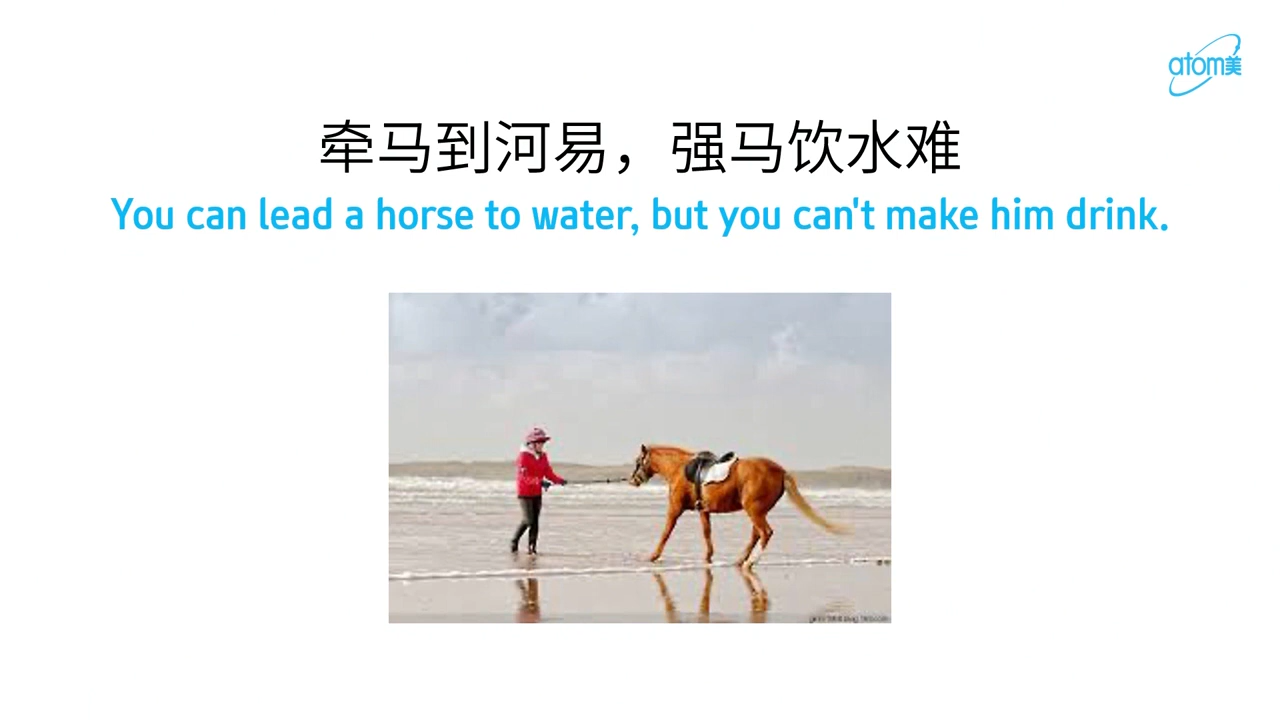 atom美
牵马到河易，强马饮水难
You can lead a horse to water, but you can't make him drink.